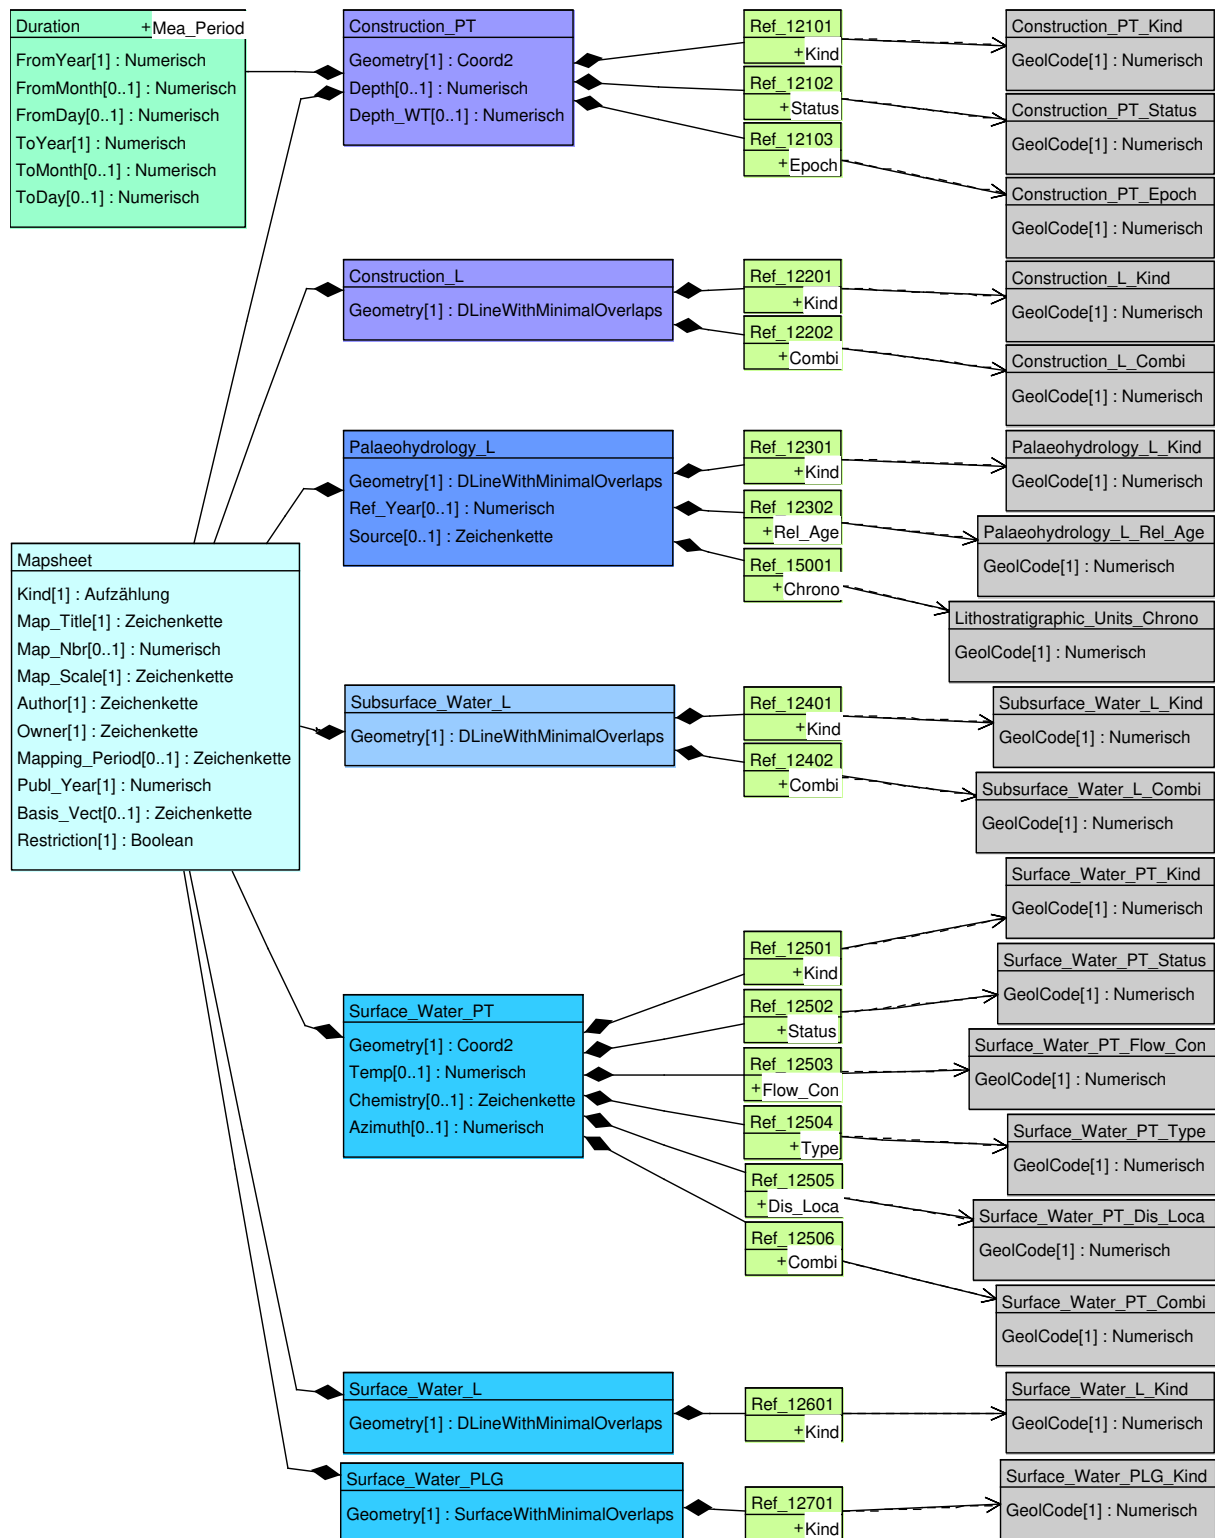 Duration +Mea_Period
FromYear[1] : Numerisch
FromMonth[0..1] : Numerisch
FromDay[0..1] : Numerisch
ToYear[1] : Numerisch
ToMonth[0..1] : Numerisch
ToDay[0..1] : Numerisch
Construction_PT
Geometry[1] : Coord2
Depth[0..1] : Numerisch
Depth_WT[0..1] : Numerisch
Ref_12101
+Kind
Ref_12102
+Status
Ref_12103
+Epoch
Construction_PT_Kind
GeolCode[1] : Numerisch
Construction_PT_Status
GeolCode[1] : Numerisch
Construction_PT_Epoch
GeolCode[1] : Numerisch
Construction_L
Geometry[1] : DLineWithMinimalOverlaps
Ref_12201
+Kind
Ref_12202
+Combi
Construction_L_Kind
GeolCode[1] : Numerisch
Construction_L_Combi
GeolCode[1] : Numerisch
Palaeohydrology_L
Geometry[1] : DLineWithMinimalOverlaps
Ref_Year[0..1] : Numerisch
Source[0..1] : Zeichenkette
Ref_12301
+Kind
Ref_12302
+Rel_Age
Ref_15001
+Chrono
Palaeohydrology_L_Kind
GeolCode[1] : Numerisch
Palaeohydrology_L_Rel_Age
GeolCode[1] : Numerisch
Lithostratigraphic_Units_Chrono
GeolCode[1] : Numerisch
Mapsheet
Kind[1] : Aufzählung
Map_Title[1] : Zeichenkette
Map_Nbr[0..1] : Numerisch
Map_Scale[1] : Zeichenkette
Author[1] : Zeichenkette
Owner[1] : Zeichenkette
Mapping_Period[0..1] : Zeichenkette
Publ_Year[1] : Numerisch
Basis_Vect[0..1] : Zeichenkette
Restriction[1] : Boolean
Subsurface_Water_L
Geometry[1] : DLineWithMinimalOverlaps
Ref_12401
+Kind
Ref_12402
+Combi
Subsurface_Water_L_Kind
GeolCode[1] : Numerisch
Subsurface_Water_L_Combi
GeolCode[1] : Numerisch
Surface_Water_PT
Geometry[1] : Coord2
Temp[0..1] : Numerisch
Chemistry[0..1] : Zeichenkette
Azimuth[0..1] : Numerisch
Ref_12501
+Kind
Ref_12502
+Status
Ref_12503
+Flow_Con
Ref_12504
+Type
Ref_12505
+Dis_Loca
Ref_12506
+Combi
Surface_Water_PT_Kind
GeolCode[1] : Numerisch
Surface_Water_PT_Status
GeolCode[1] : Numerisch
Surface_Water_PT_Flow_Con
GeolCode[1] : Numerisch
Surface_Water_PT_Type
GeolCode[1] : Numerisch
Surface_Water_PT_Dis_Loca
GeolCode[1] : Numerisch
Surface_Water_PT_Combi
GeolCode[1] : Numerisch
Surface_Water_L
Geometry[1] : DLineWithMinimalOverlaps
Ref_12601
+Kind
Surface_Water_L_Kind
GeolCode[1] : Numerisch
Surface_Water_PLG
Geometry[1] : SurfaceWithMinimalOverlaps
Ref_12701
+Kind
Surface_Water_PLG_Kind
GeolCode[1] : Numerisch